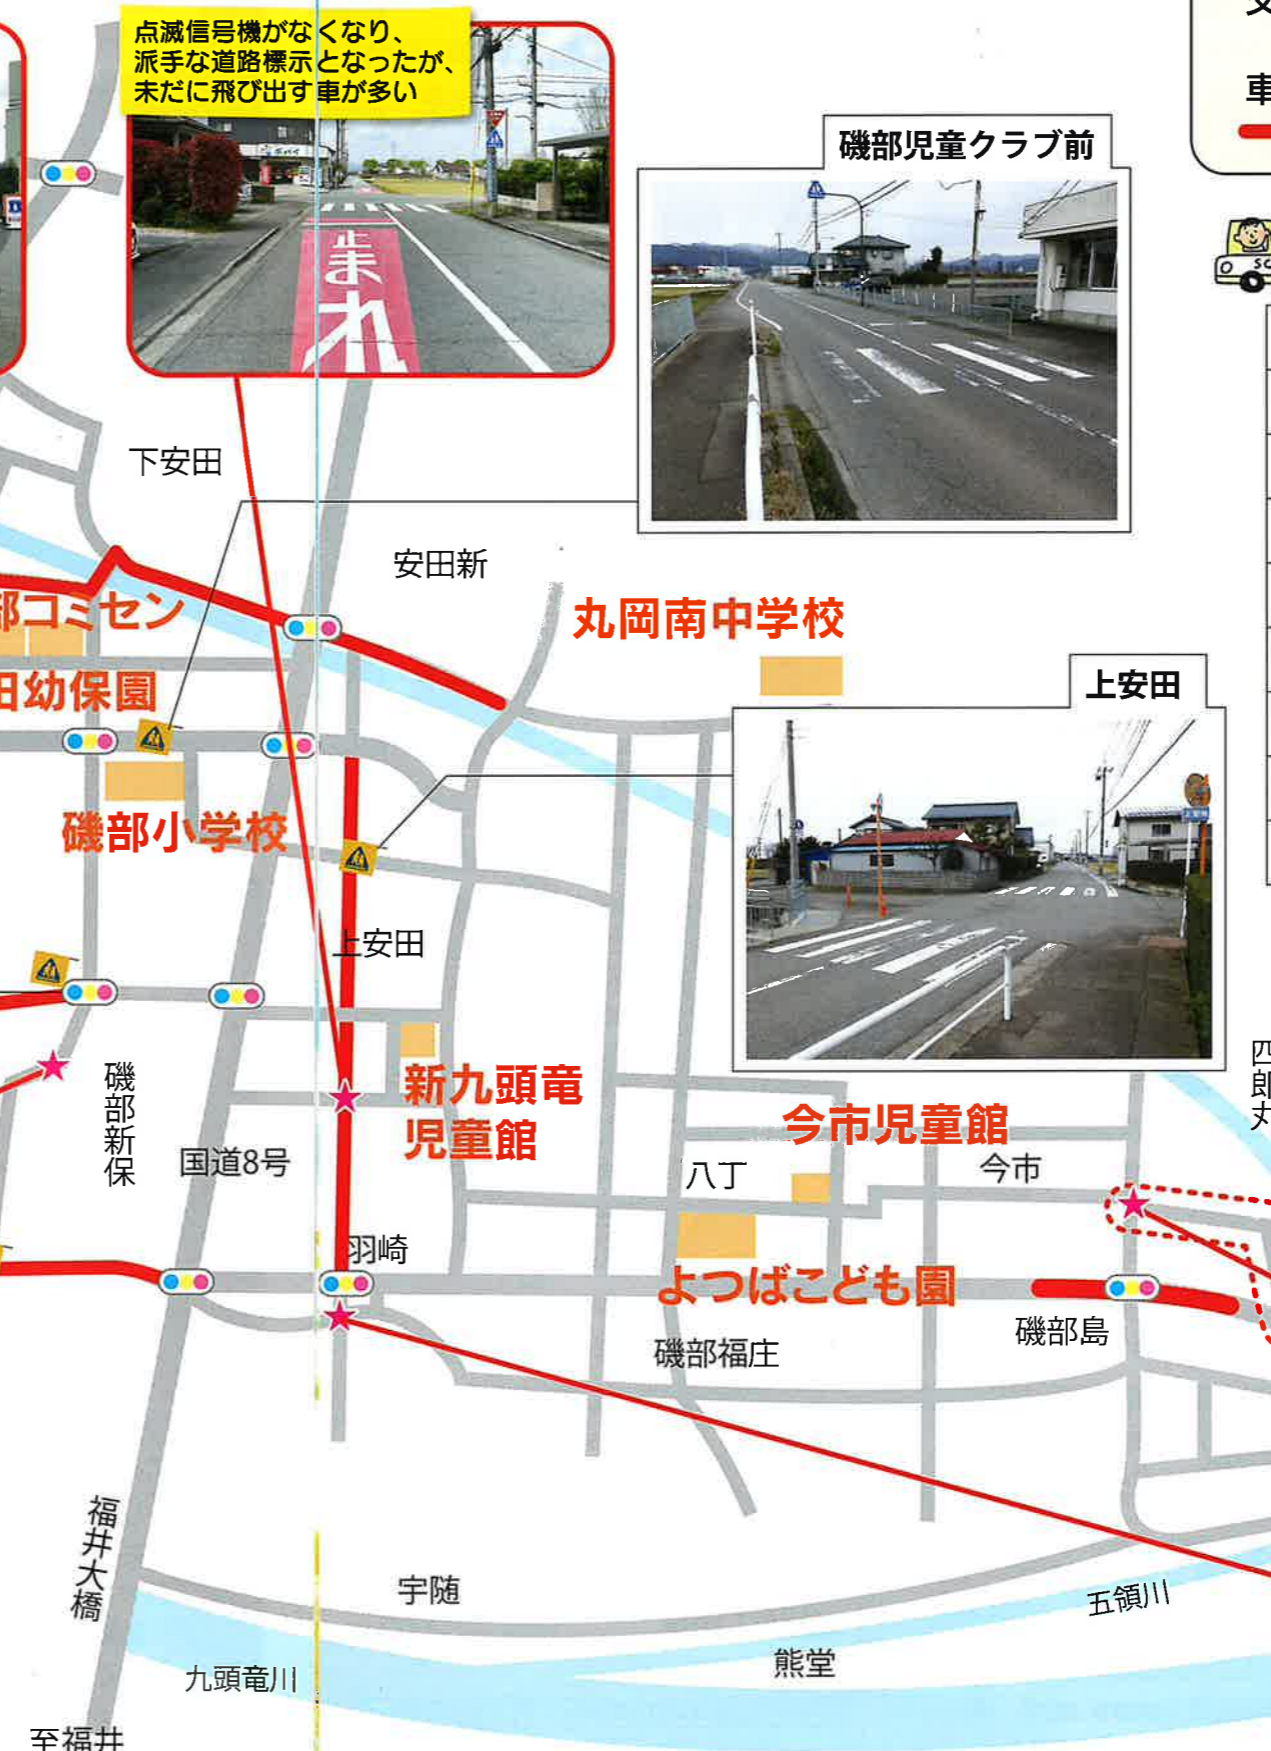 点滅信号機がなくなり、
派手な道路標示となったが、
未だに飛び出す車が多い
止まれ
磯部児童クラブ前
下安田
安田新
部コミセン
丸岡南中学校
田幼保園
上安田
磯部小学校
上安田
磯部新保
新九頭竜
児童館
国道8号
今市児童館
八丁
今市
四郎丸
羽崎
よつばこども園
磯部島
磯部福庄
福井大橋
宇随
五領川
熊堂
九頭竜川
至福井
車